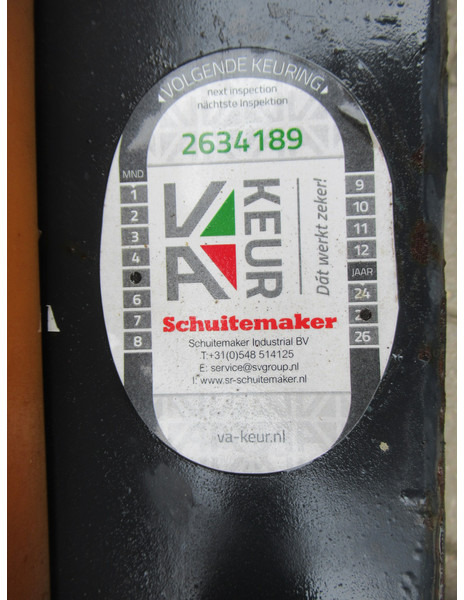 VOLGENDE KEURING
next inspection
nächtste Inspektion
2634189
MND
1
2
3
4
6
7
8
VA
KEUR
Dát werkt zeker!
9
10
11
12
JAAR
24
2
26
Schuitemaker
Schuitemaker Industrial BV
T:+31(0)548 514125
E: service@svgroup.nl
I: www.sr-schuitemaker.nl
va-keur.nl